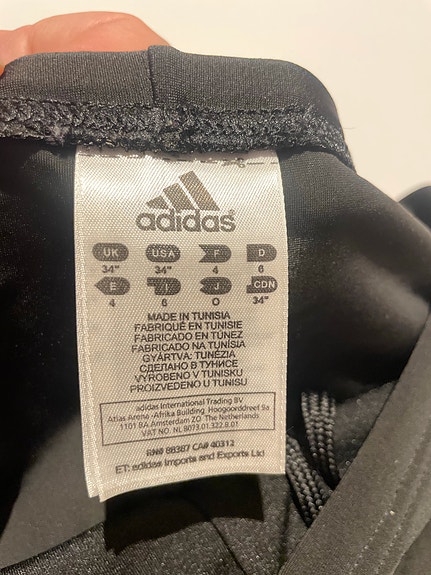 adidas
UK USA F D
34" 34" 4 6
E I J CDN
4 6 O 34"
MADE IN TUNISIA
FABRIQUÉ EN TUNISIE
FABRICADO EN TÚNEZ
FABRICADO NA TUNÍSIA
GYÁRTVA: TUNÉZIA
СДЕЛАНО В ТУНИСЕ
VYROBENO V TUNISKU
PROIZVEDENO U TUNISU
adidas International Trading BV
Atlas Arena -Afrika Building Hoogoorddreef 9a
1101 BA Amsterdam ZO The Netherlands
VAT NO. NL 8073.01.322.B.01
RN# 88387 CA# 40312
ET: adidas Imports and Exports Ltd